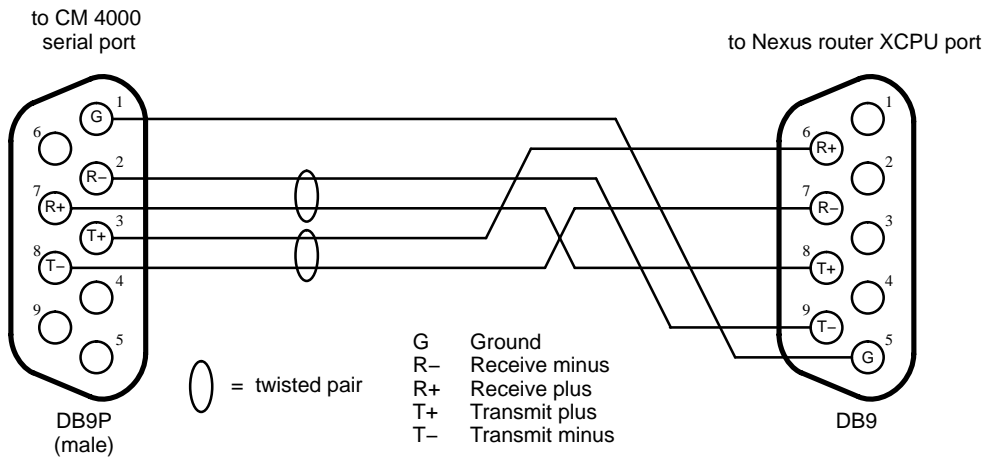 to CM 4000
serial port
to Nexus router XCPU port
1
G
6
2
R−
7
R+
3
T+
8
T−
4
9
5
1
6
R+
2
7
R−
3
8
T+
4
9
T−
5
G
= twisted pair
G Ground
R− Receive minus
R+ Receive plus
T+ Transmit plus
T− Transmit minus
DB9P
(male)
DB9